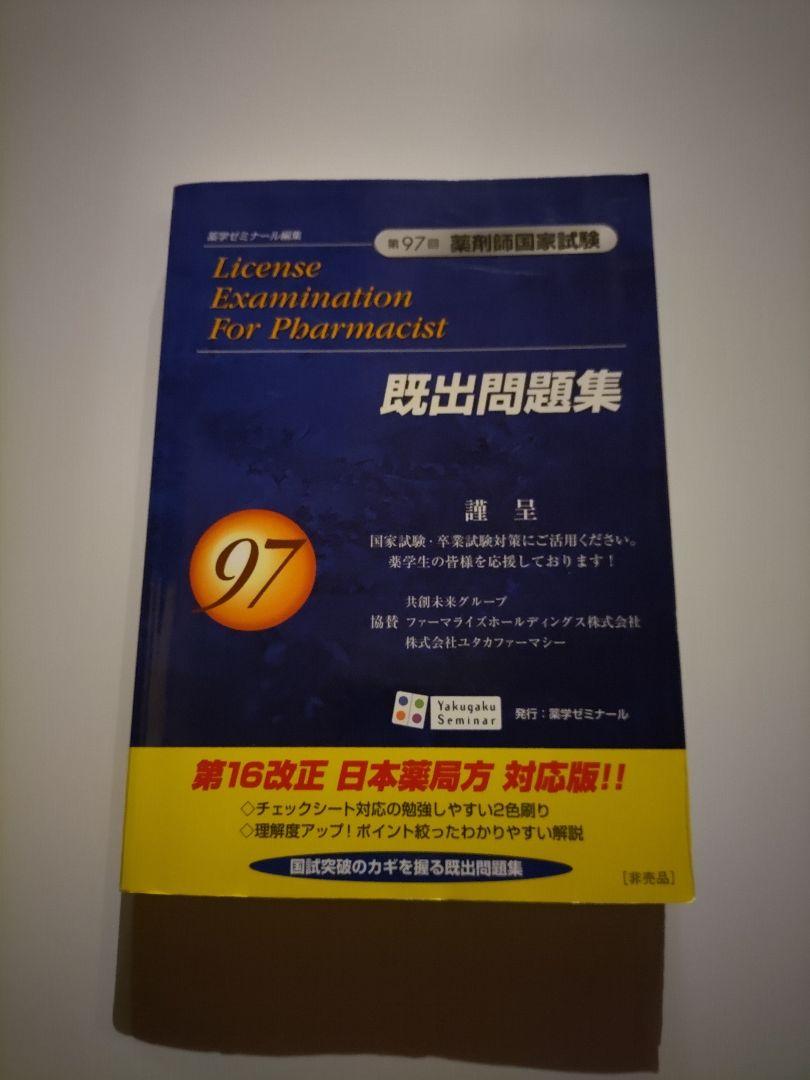 薬学ゼミナール編集
第97回 薬剤師国家試験
License
Examination
For Pharmacist
既出問題集
97
謹呈
国家試験・卒業試験対策にご活用ください。
薬学生の皆様を応援しております！
共創未来グループ
協賛 ファーマライズホールディングス株式会社
株式会社ユタカファーマシー
Yakugaku
Seminar
発行：薬学ゼミナール
第16改正 日本薬局方 対応版!!
◇チェックシート対応の勉強しやすい2色刷り
◇理解度アップ！ポイント絞ったわかりやすい解説
国試突破のカギを握る既出問題集
［非売品］